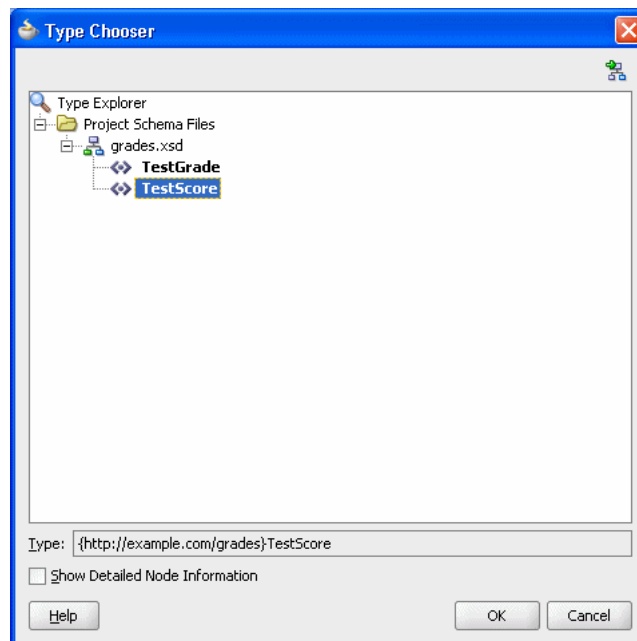 Type Chooser
Type Explorer
Project Schema Files
grades.xsd
TestGrade
TestScore
Type: {http://example.com/grades}TestScore
Show Detailed Node Information
Help OK Cancel